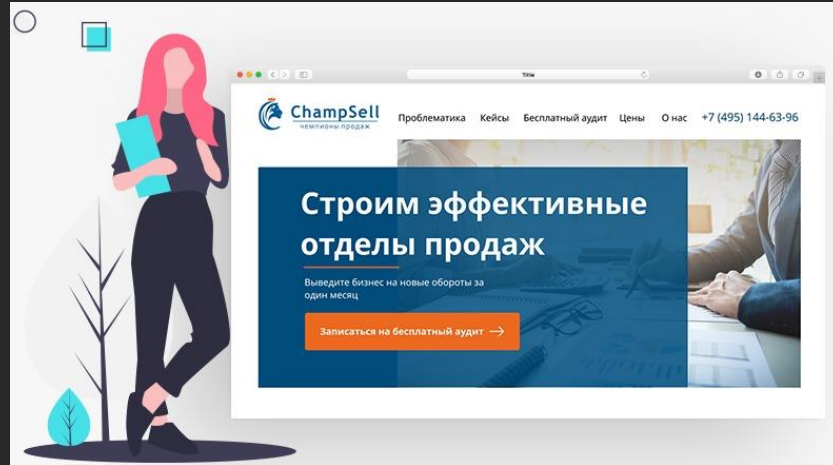 Title
ChampSell
чемпионы продаж
Проблематика Кейсы Бесплатный аудит Цены О нас +7 (495) 144-63-96
Строим эффективные
отделы продаж
Выведите бизнес на новые обороты за
один месяц
Записаться на бесплатный аудит